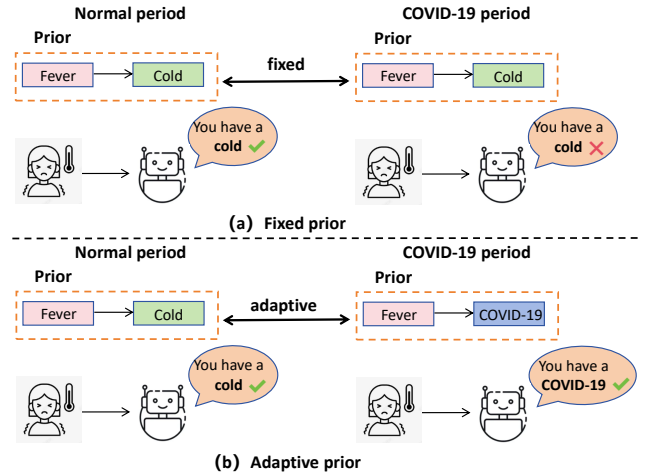 Normal period
COVID-19 period
Prior
Prior
Fever
Cold
fixed
Fever
Cold
You have a
cold
You have a
cold
(a) Fixed prior
Normal period
COVID-19 period
Prior
Prior
Fever
Cold
adaptive
Fever
COVID-19
You have a
cold
You have a
COVID-19
(b) Adaptive prior